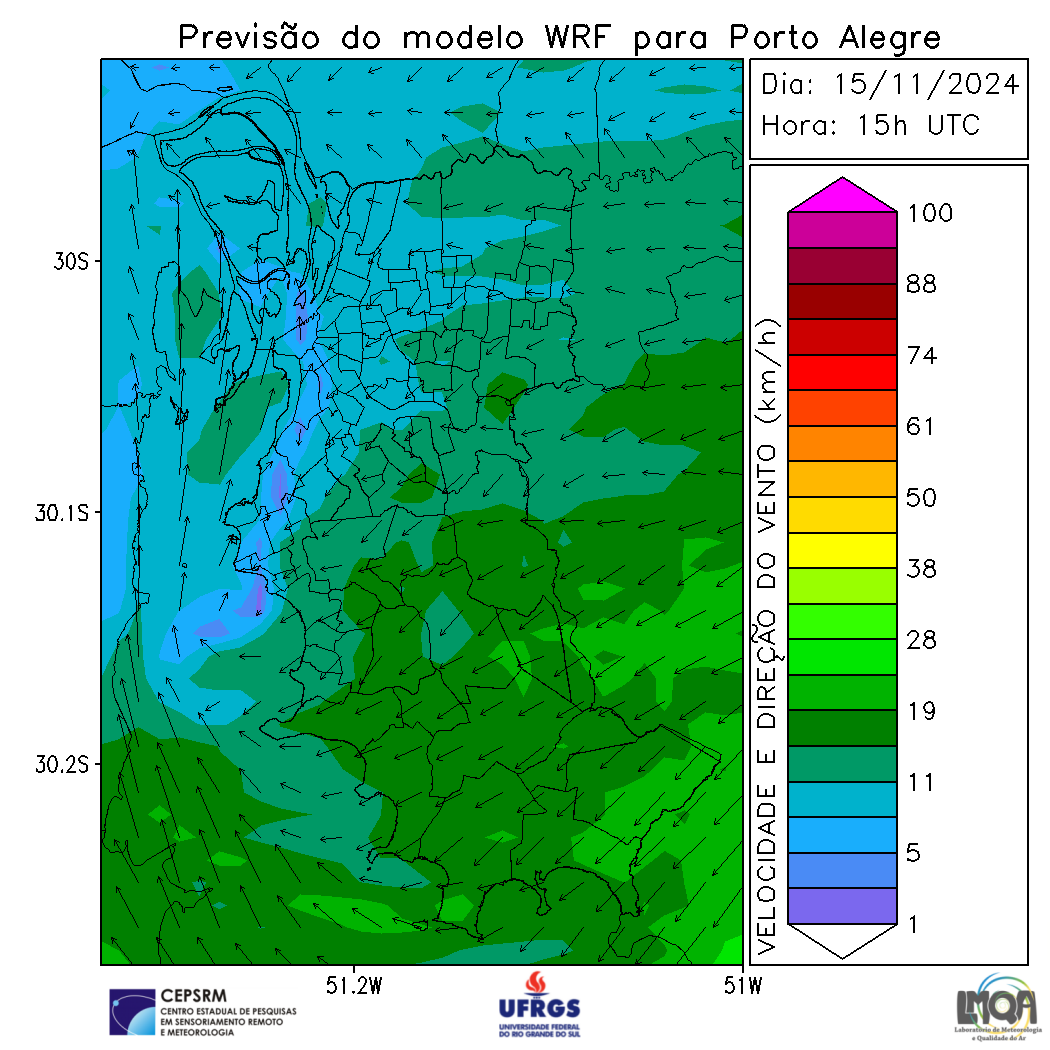 Previsão do modelo WRF para Porto Alegre
Dia: 15/11/2024
Hora: 15h UTC
30S
30.1S
30.2S
51.2W
51W
VELOCIDADE E DIREÇÃO DO VENTO (km/h)
100
88
74
61
50
38
28
19
11
5
1
CEPSRM
CENTRO ESTADUAL DE PESQUISAS
EM SENSORIAMENTO REMOTO
E METEOROLOGIA
UFRGS
UNIVERSIDADE FEDERAL
DO RIO GRANDE DO SUL
LMQA
Laboratório de Meteorologia
e Qualidade do Ar